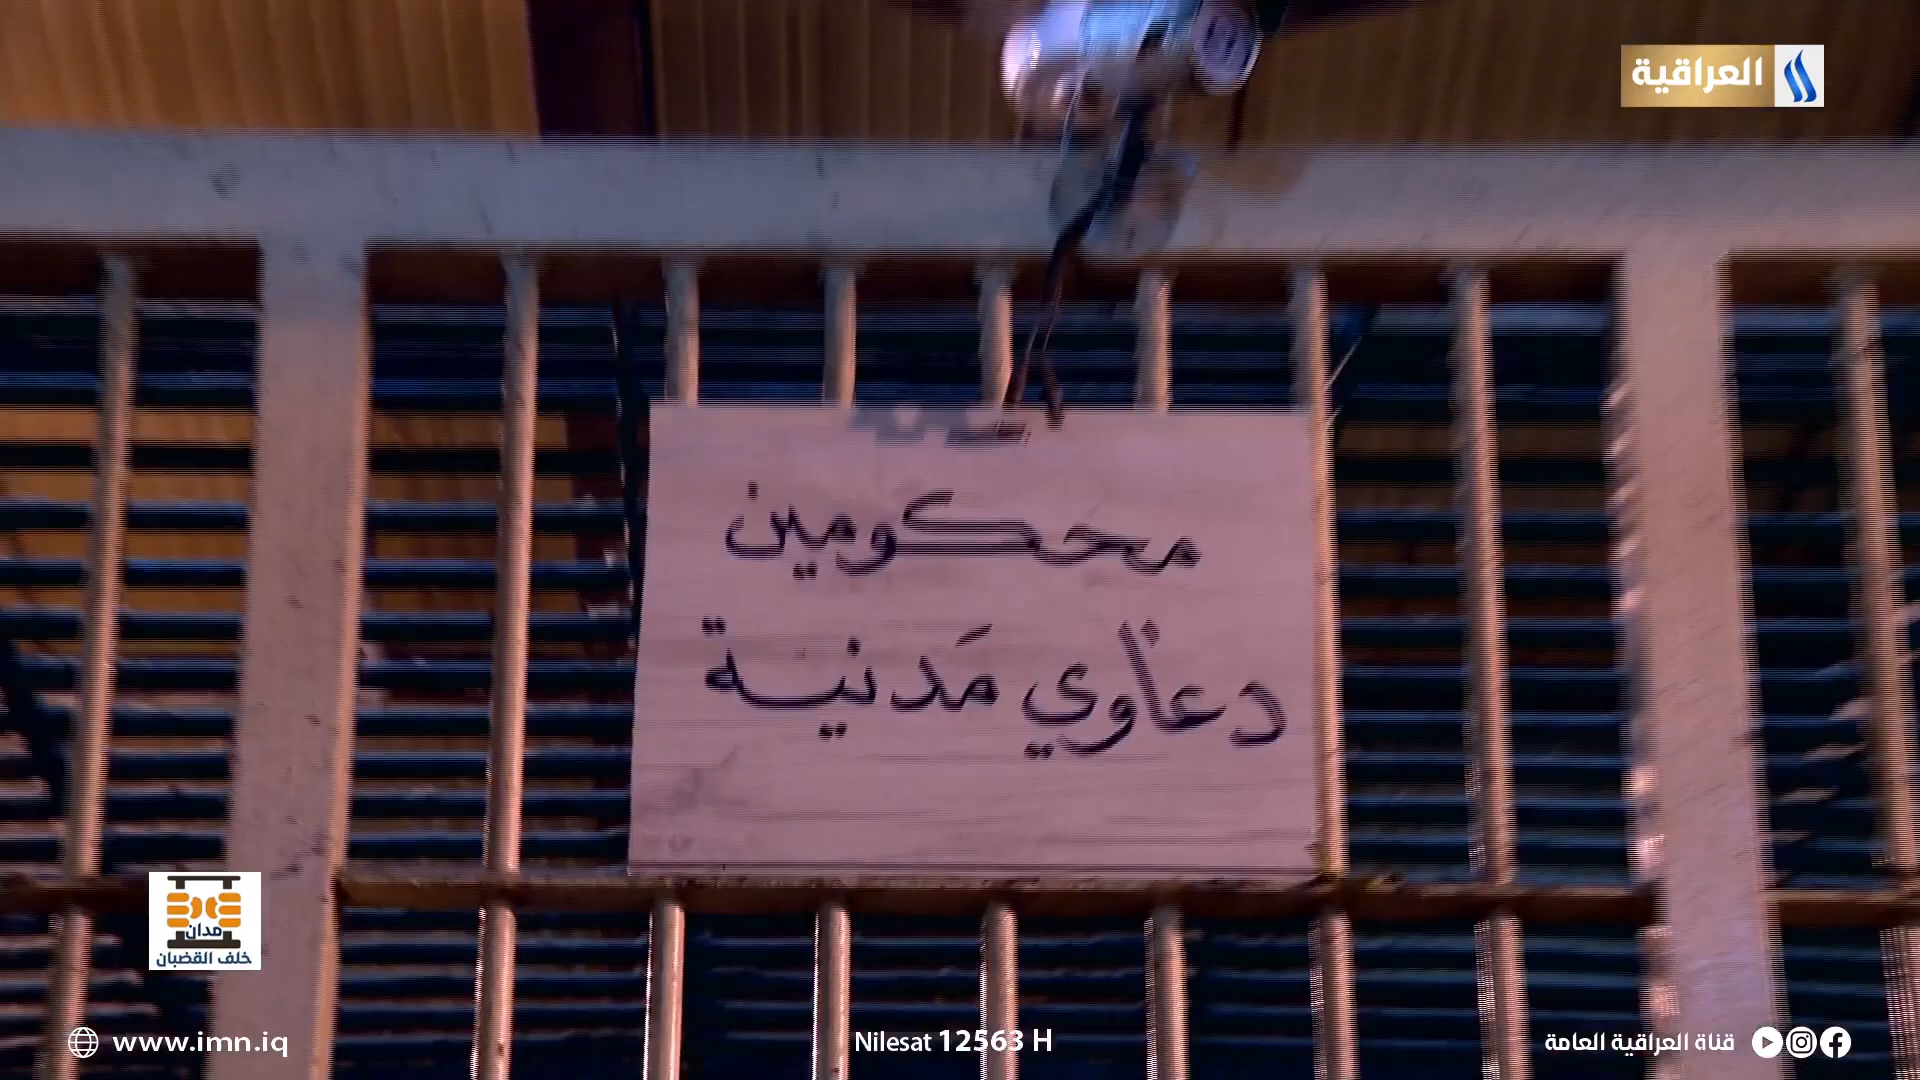 العراقية
محكومين
دعاوي مَدنية
مدان
خلف القضبان
www.imn.iq
Nilesat 12563 H
قناة العراقية العامة